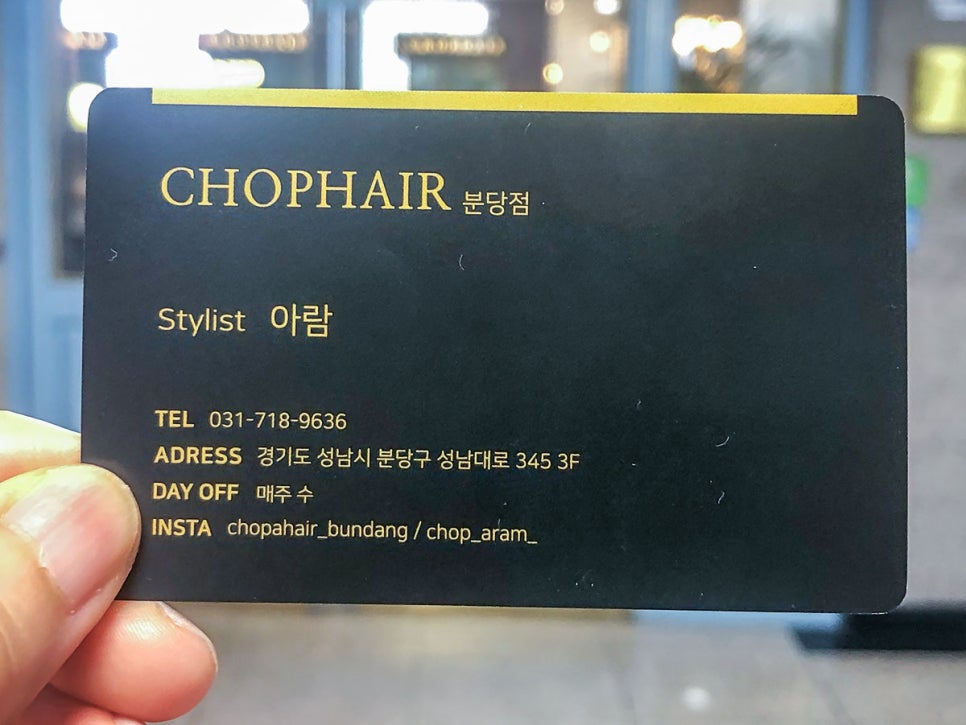 CHOPHAIR 분당점
Stylist 아람
TEL 031-718-9636
ADRESS 경기도 성남시 분당구 성남대로 345 3F
DAY OFF 매주 수
INSTA chopahair_bundang / chop_aram_